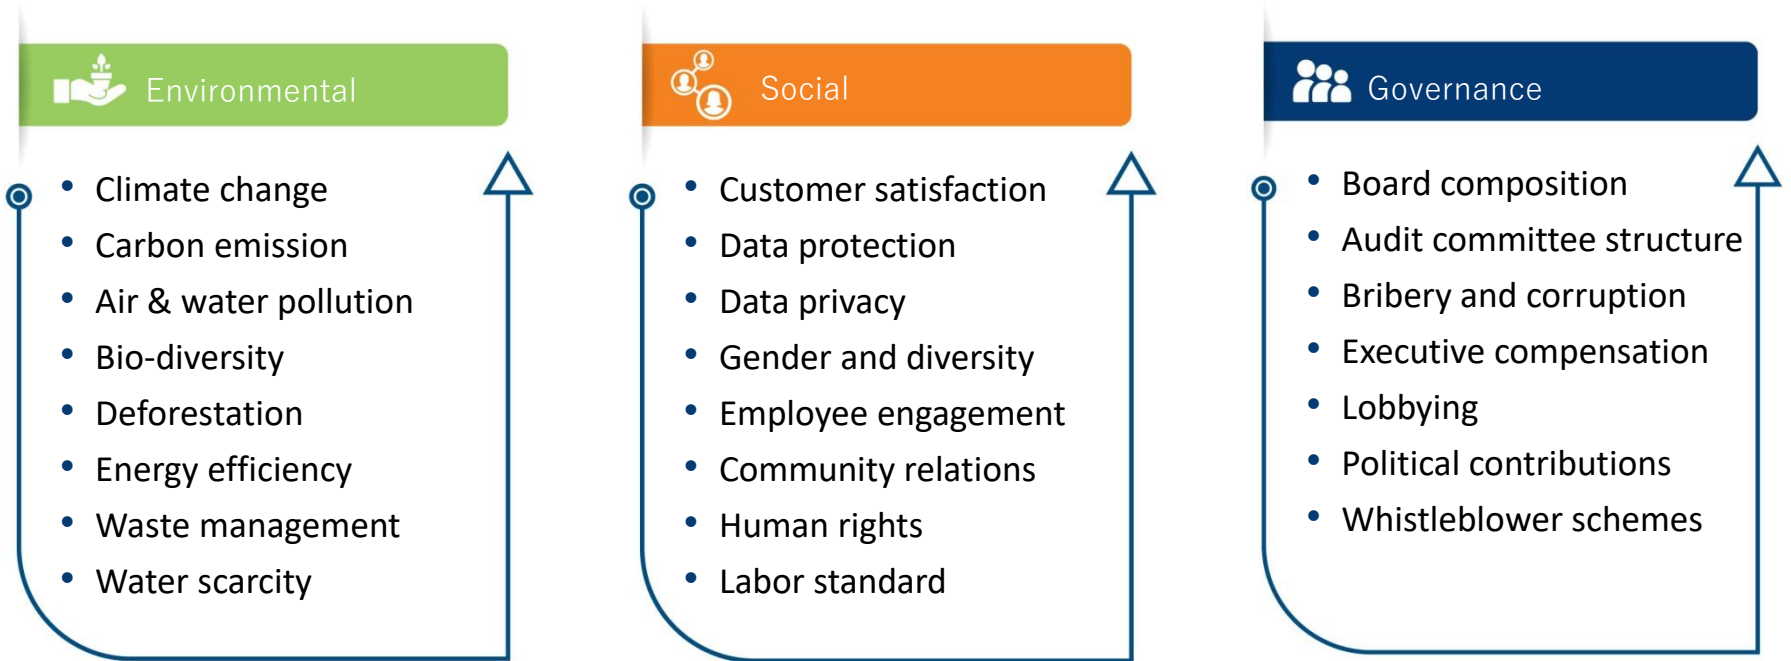 Environmental
• Climate change
• Carbon emission
• Air & water pollution
• Bio-diversity
• Deforestation
• Energy efficiency
• Waste management
• Water scarcity
Social
• Customer satisfaction
• Data protection
• Data privacy
• Gender and diversity
• Employee engagement
• Community relations
• Human rights
• Labor standard
Governance
• Board composition
• Audit committee structure
• Bribery and corruption
• Executive compensation
• Lobbying
• Political contributions
• Whistleblower schemes